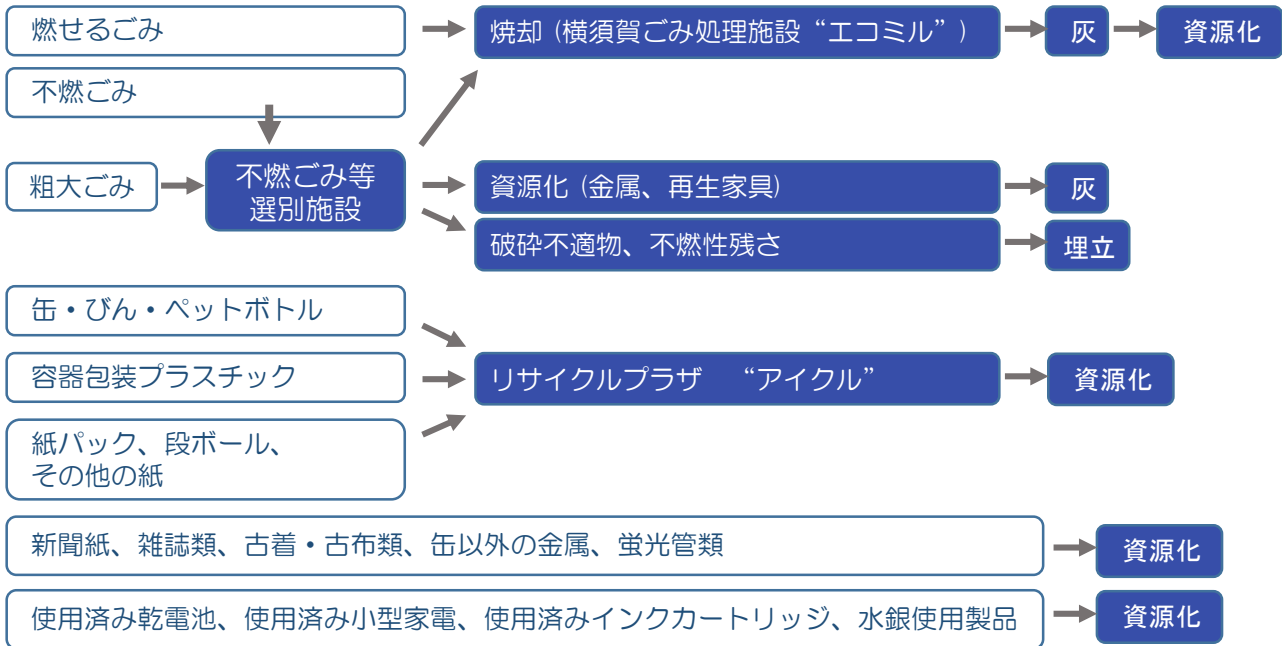 燃せるごみ
焼却（横須賀ごみ処理施設“エコミル”）
灰
資源化
不燃ごみ
粗大ごみ
不燃ごみ等
選別施設
資源化（金属、再生家具）
灰
破砕不適物、不燃性残さ
埋立
缶・びん・ペットボトル
容器包装プラスチック
リサイクルプラザ　“アイクル”
資源化
紙パック、段ボール、
その他の紙
新聞紙、雑誌類、古着・古布類、缶以外の金属、蛍光管類
資源化
使用済み乾電池、使用済み小型家電、使用済みインクカートリッジ、水銀使用製品
資源化